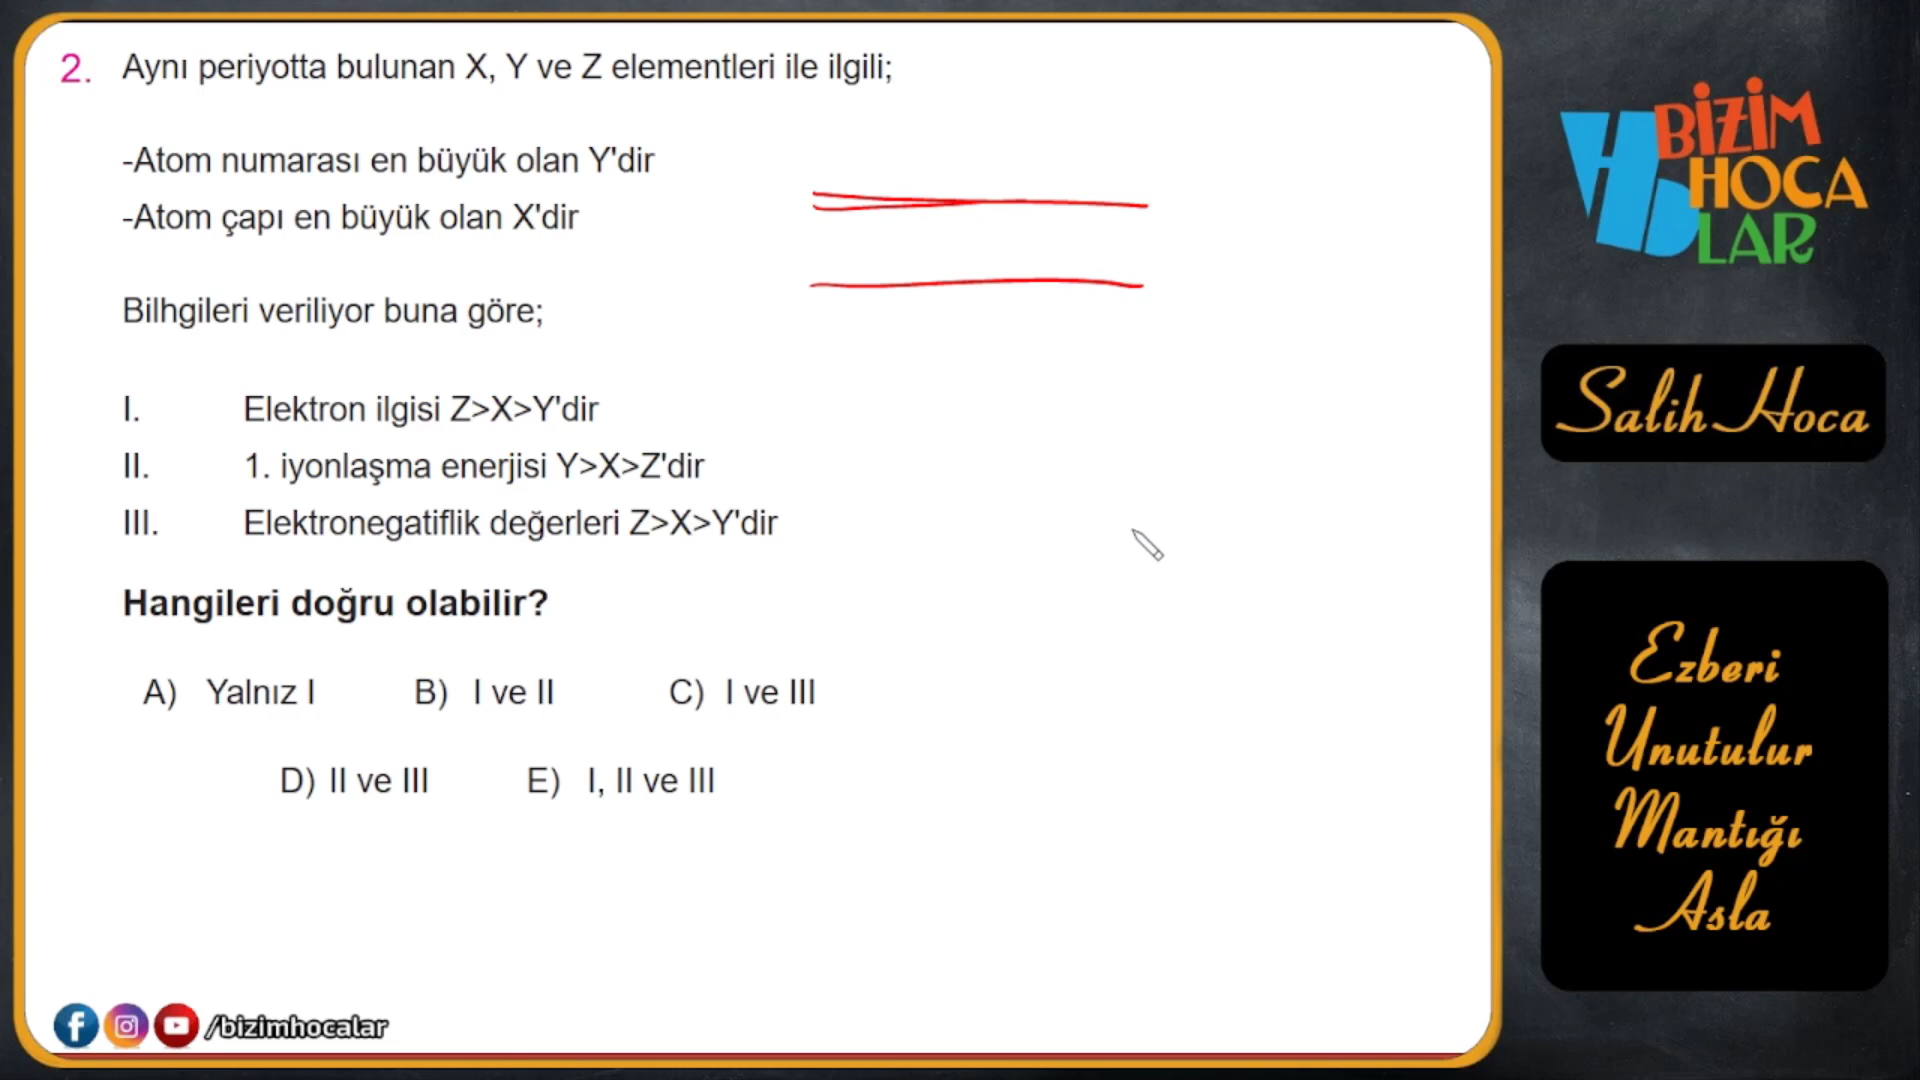 2. Aynı periyotta bulunan X, Y ve Z elementleri ile ilgili;
-Atom numarası en büyük olan Y'dir
-Atom çapı en büyük olan X'dir
Bilhgileri veriliyor buna göre;
I. Elektron ilgisi Z>X>Y'dir
II. 1. iyonlaşma enerjisi Y>X>Z'dir
III. Elektronegatiflik değerleri Z>X>Y'dir
Hangileri doğru olabilir?
A) Yalnız I B) I ve II C) I ve III
D) II ve III E) I, II ve III
/bizimhocalar
BİZİM
HOCA
LAR
Salih Hoca
Ezberi
Unutulur
Mantığı
Asla